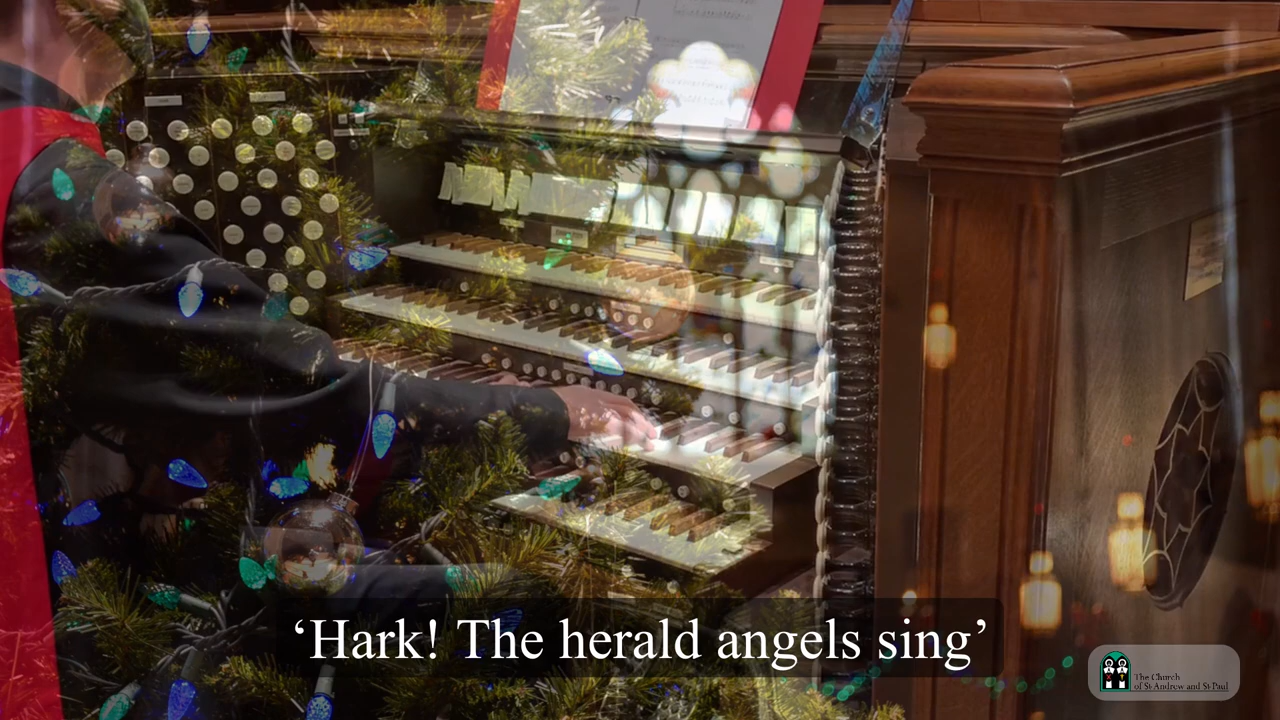 ‘Hark! The herald angels sing’
The Church
of St Andrew and St Paul